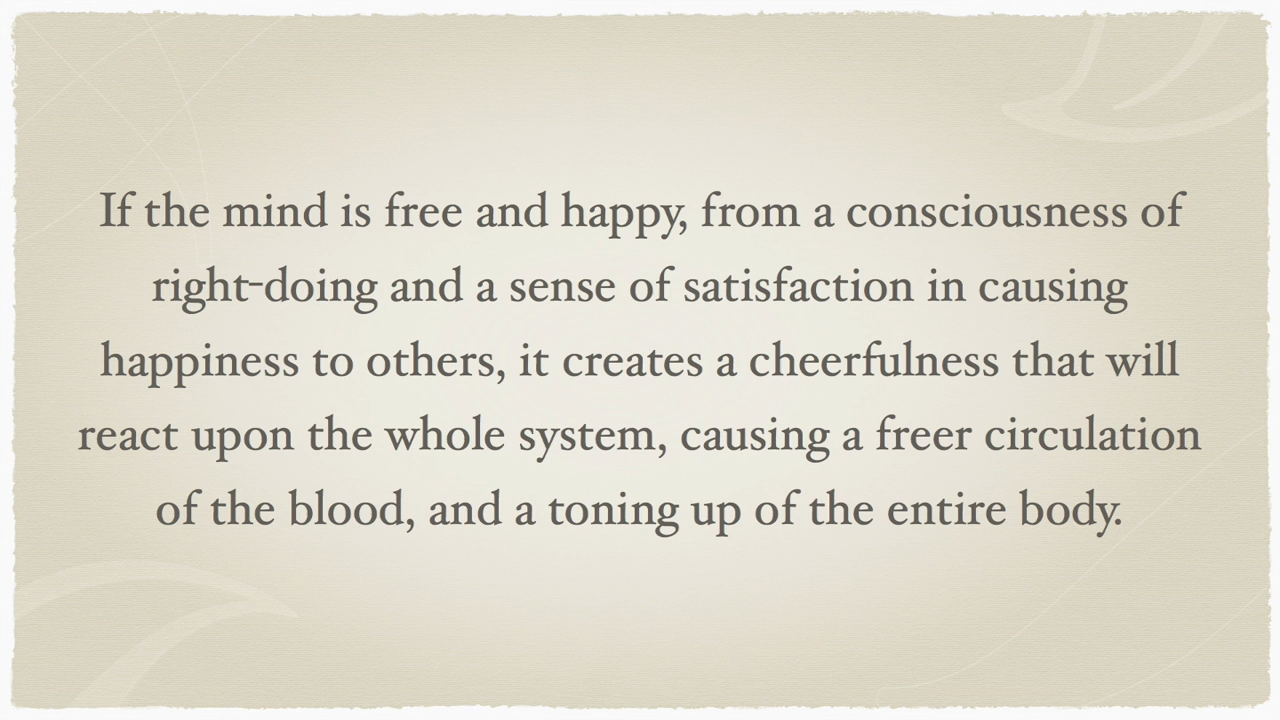 If the mind is free and happy, from a consciousness of
right-doing and a sense of satisfaction in causing
happiness to others, it creates a cheerfulness that will
react upon the whole system, causing a freer circulation
of the blood, and a toning up of the entire body.